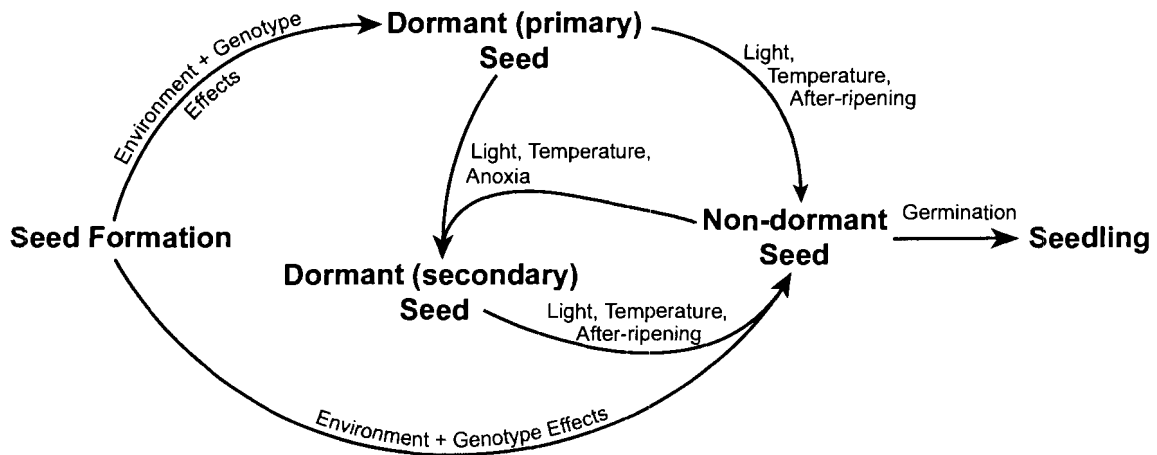 Environment + Genotype
Effects
Dormant (primary)
Seed
Light,
Temperature,
After-ripening
Light, Temperature,
Anoxia
Seed Formation
Non-dormant
Seed
Germination
Seedling
Dormant (secondary)
Seed
Light, Temperature,
After-ripening
Environment + Genotype Effects